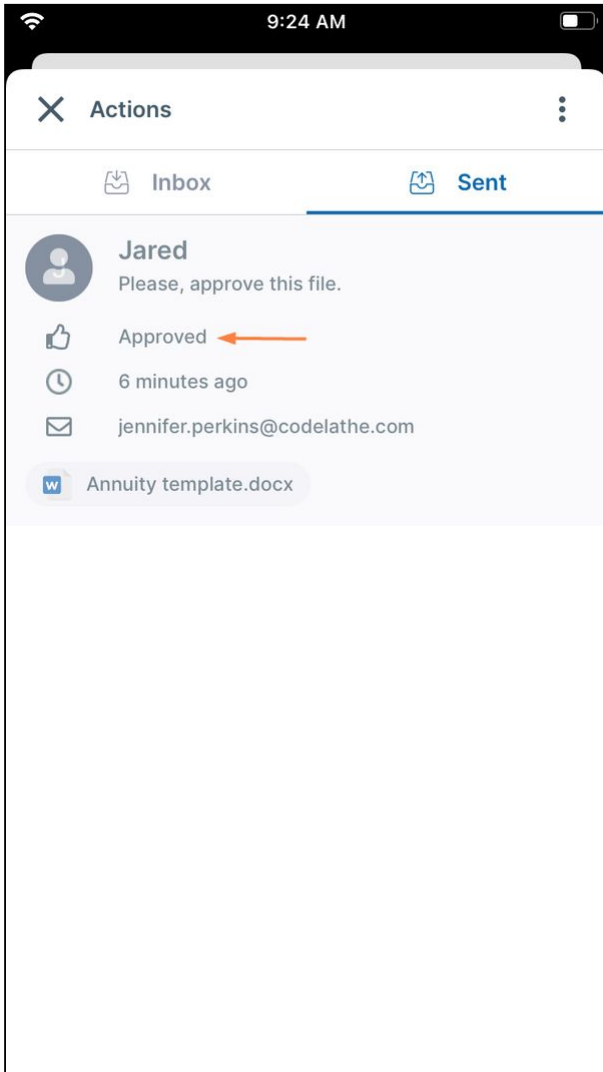 9:24 AM
Actions
Inbox
Sent
Jared
J
Please, approve this file.
Approved
6 minutes ago
jennifer.perkins@codelathe.com
W
Annuity template.docx